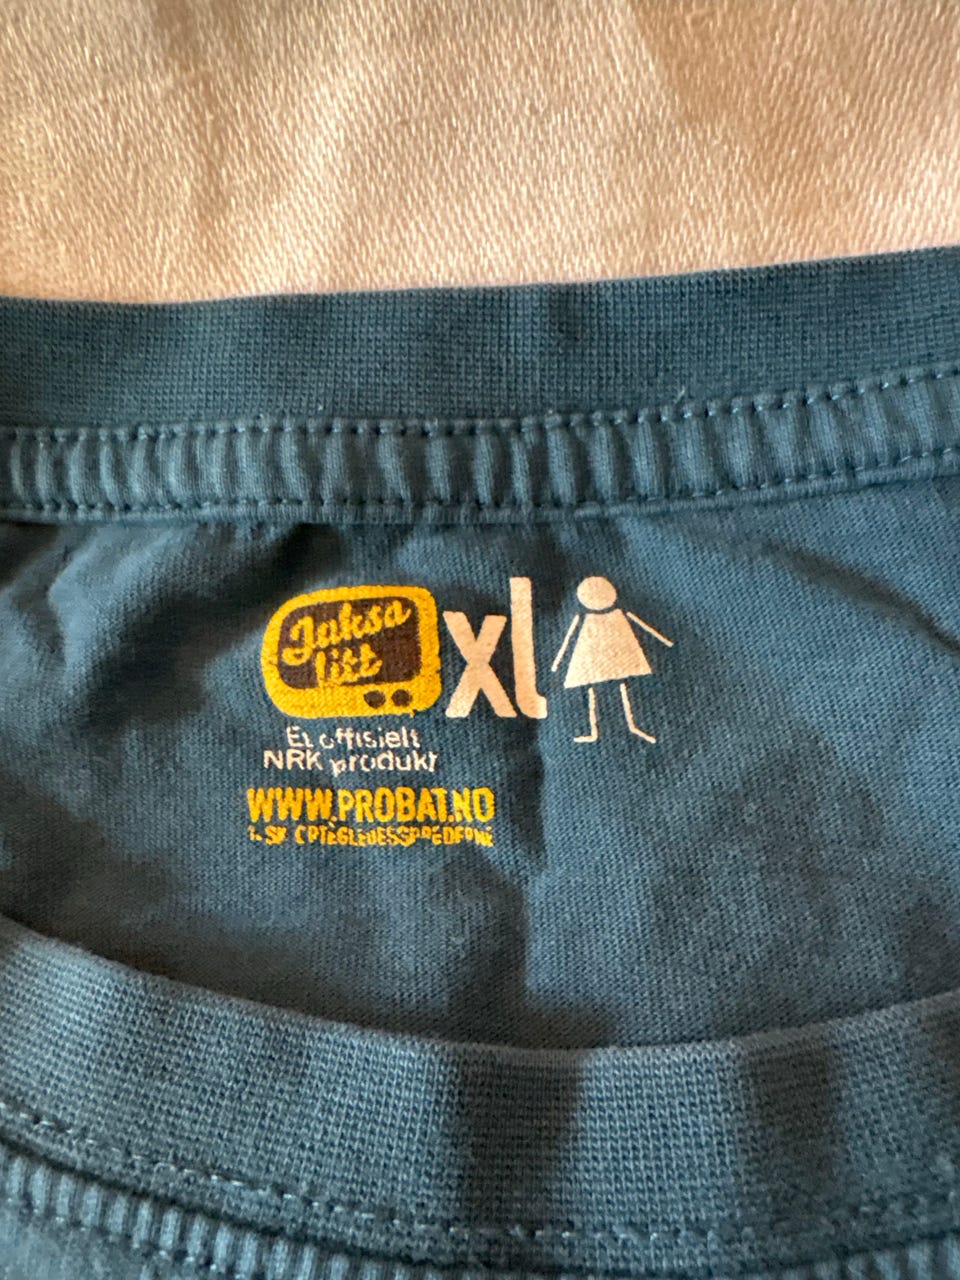 Jaksa
litt
xl
Et offisielt
NRK produkt
WWW.PROBAT.NO